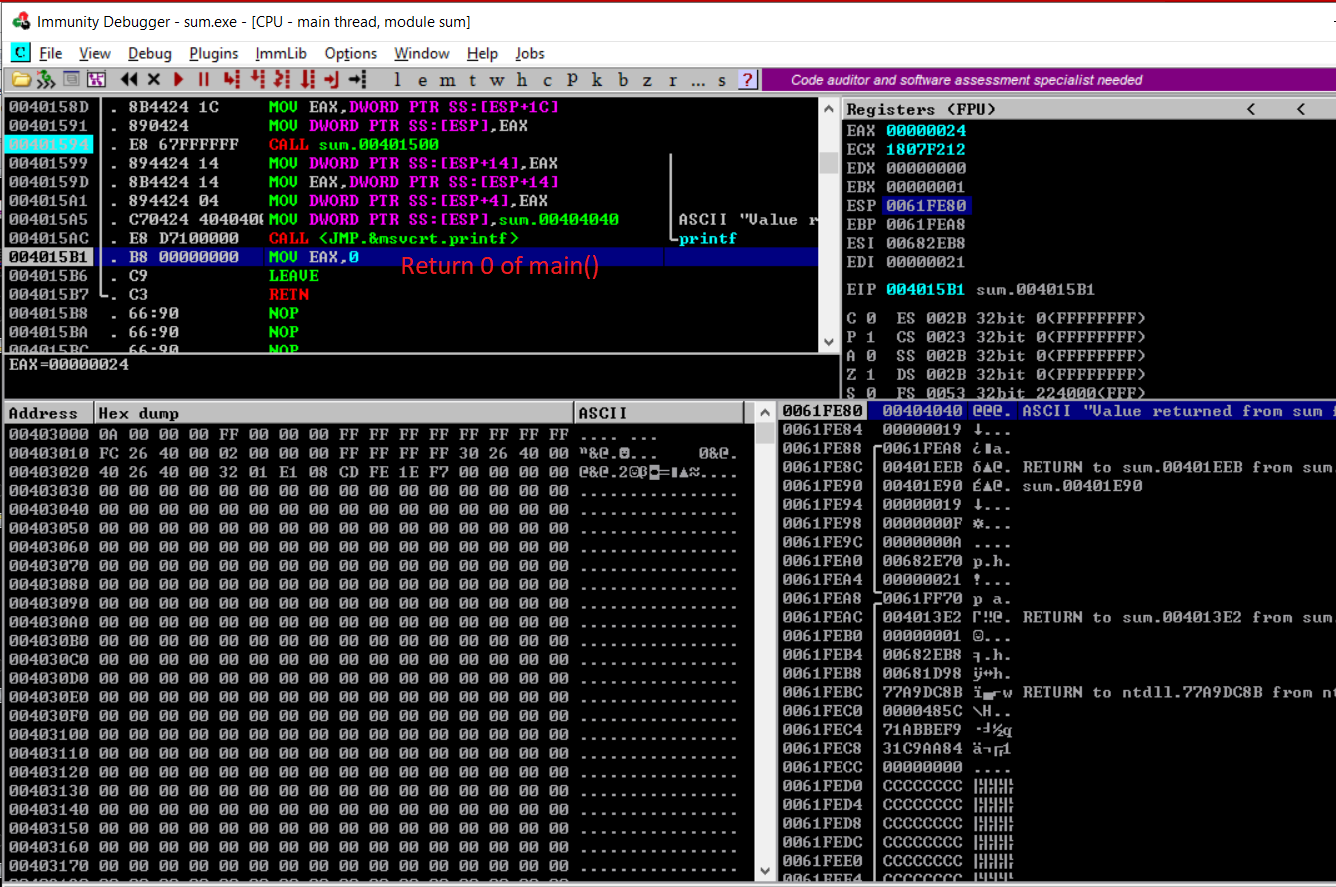 Immunity Debugger - sum.exe - [CPU - main thread, module sum]
C File View Debug Plugins ImmLib Options Window Help Jobs
l e m t w h c P k b z r ... s ? Code auditor and software assessment specialist needed
0040158D . 8B4424 1C MOV EAX,DWORD PTR SS:[ESP+1C]
00401591 . 890424 MOV DWORD PTR SS:[ESP],EAX
00401594 . E8 67FFFFFF CALL sum.00401500
00401599 . 894424 14 MOV DWORD PTR SS:[ESP+14],EAX
0040159D . 8B4424 14 MOV EAX,DWORD PTR SS:[ESP+14]
004015A1 . 894424 04 MOV DWORD PTR SS:[ESP+4],EAX
004015A5 . C70424 4040400 MOV DWORD PTR SS:[ESP],sum.00404040 ASCII "Value r
004015AC . E8 D7100000 CALL <JMP.&msvcrt.printf> printf
004015B1 . B8 00000000 MOV EAX,0
Return 0 of main()
004015B6 . C9 LEAVE
004015B7 . C3 RETN
004015B8 . 66:90 NOP
004015BA . 66:90 NOP
004015BC . 66:90 NOP
EAX=00000024
Registers (FPU) < <
EAX 00000024
ECX 1807F212
EDX 00000000
EBX 00000001
ESP 0061FE80
EBP 0061FEA8
ESI 00682EB8
EDI 00000021
EIP 004015B1 sum.004015B1
C 0 ES 002B 32bit 0(FFFFFFFF)
P 1 CS 0023 32bit 0(FFFFFFFF)
A 0 SS 002B 32bit 0(FFFFFFFF)
Z 1 DS 002B 32bit 0(FFFFFFFF)
S 0 FS 0053 32bit 224000(FFF)
Address Hex dump ASCII
00403000 0A 00 00 00 FF 00 00 00 FF FF FF FF FF FF FF FF .... ...
00403010 FC 26 40 00 02 00 00 00 FF FF FF FF 30 26 40 00 ⁿ&@.☻... 0&@.
00403020 40 26 40 00 32 01 E1 08 CD FE 1E F7 00 00 00 00 @&@.2☺ß◘═■▲≈....
00403030 00 00 00 00 00 00 00 00 00 00 00 00 00 00 00 00 ................
00403040 00 00 00 00 00 00 00 00 00 00 00 00 00 00 00 00 ................
00403050 00 00 00 00 00 00 00 00 00 00 00 00 00 00 00 00 ................
00403060 00 00 00 00 00 00 00 00 00 00 00 00 00 00 00 00 ................
00403070 00 00 00 00 00 00 00 00 00 00 00 00 00 00 00 00 ................
00403080 00 00 00 00 00 00 00 00 00 00 00 00 00 00 00 00 ................
00403090 00 00 00 00 00 00 00 00 00 00 00 00 00 00 00 00 ................
004030A0 00 00 00 00 00 00 00 00 00 00 00 00 00 00 00 00 ................
004030B0 00 00 00 00 00 00 00 00 00 00 00 00 00 00 00 00 ................
004030C0 00 00 00 00 00 00 00 00 00 00 00 00 00 00 00 00 ................
004030D0 00 00 00 00 00 00 00 00 00 00 00 00 00 00 00 00 ................
004030E0 00 00 00 00 00 00 00 00 00 00 00 00 00 00 00 00 ................
004030F0 00 00 00 00 00 00 00 00 00 00 00 00 00 00 00 00 ................
00403100 00 00 00 00 00 00 00 00 00 00 00 00 00 00 00 00 ................
00403110 00 00 00 00 00 00 00 00 00 00 00 00 00 00 00 00 ................
00403120 00 00 00 00 00 00 00 00 00 00 00 00 00 00 00 00 ................
00403130 00 00 00 00 00 00 00 00 00 00 00 00 00 00 00 00 ................
00403140 00 00 00 00 00 00 00 00 00 00 00 00 00 00 00 00 ................
00403150 00 00 00 00 00 00 00 00 00 00 00 00 00 00 00 00 ................
00403160 00 00 00 00 00 00 00 00 00 00 00 00 00 00 00 00 ................
00403170 00 00 00 00 00 00 00 00 00 00 00 00 00 00 00 00 ................
0061FE80 00404040 @@@. ASCII "Value returned from sum
0061FE84 00000019 ↓...
0061FE88 0061FEA8 ¿■a.
0061FE8C 00401EEB δ▲@. RETURN to sum.00401EEB from sum.
0061FE90 00401E90 É▲@. sum.00401E90
0061FE94 00000019 ↓...
0061FE98 0000000F ☼...
0061FE9C 0000000A ....
0061FEA0 00682E70 p.h.
0061FEA4 00000021 !...
0061FEA8 0061FF70 p a.
0061FEAC 004013E2 Γ‼@. RETURN to sum.004013E2 from sum.
0061FEB0 00000001 ☺...
0061FEB4 00682EB8 ╕.h.
0061FEB8 00681D98 ÿ↔h.
0061FEBC 77A9DC8B ï▄⌐w RETURN to ntdll.77A9DC8B from nt
0061FEC0 0000485C \H..
0061FEC4 71ABBEF9 ∙╛½q
0061FEC8 31C9AA84 ä¬╔1
0061FECC 00000000 ....
0061FED0 CCCCCCCC ╠╠╠╠
0061FED4 CCCCCCCC ╠╠╠╠
0061FED8 CCCCCCCC ╠╠╠╠
0061FEDC CCCCCCCC ╠╠╠╠
0061FEE0 CCCCCCCC ╠╠╠╠
0061FEE4 CCCCCCCC ╠╠╠╠